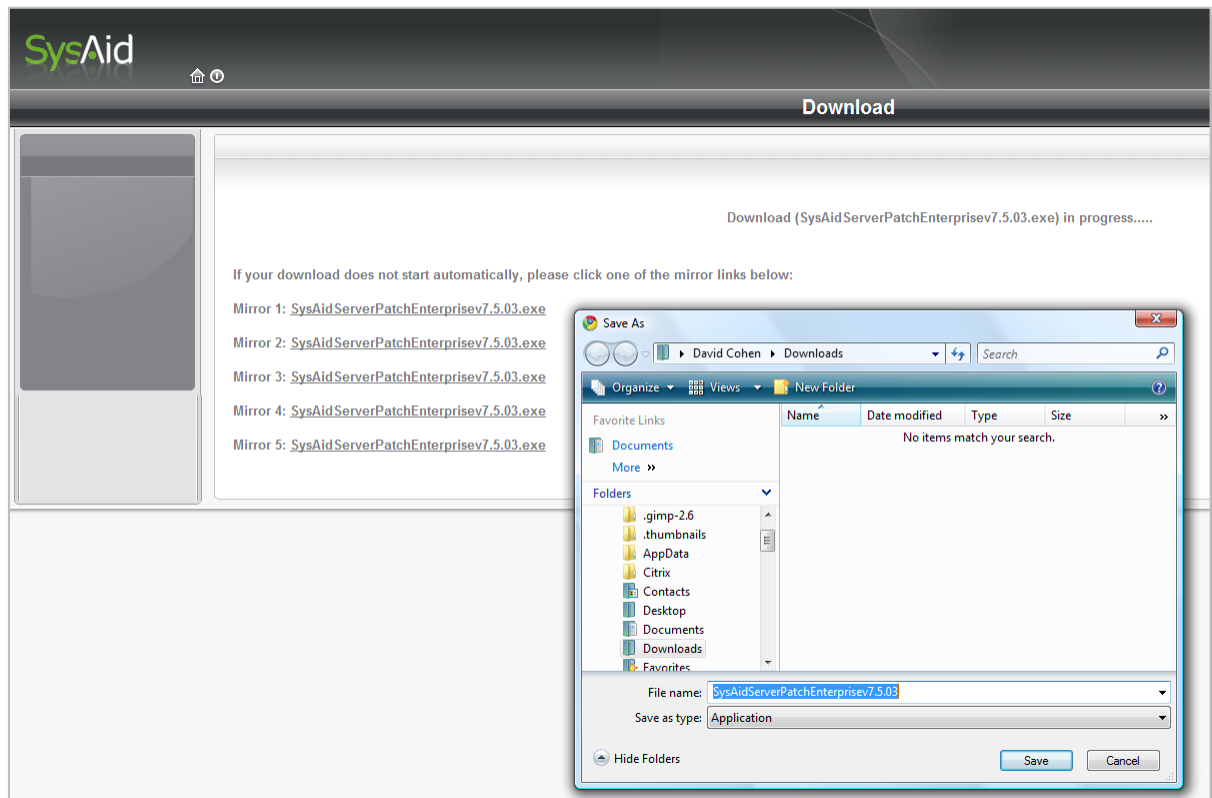 SysAid
Download
Download (SysAidServerPatchEnterprisev7.5.03.exe) in progress.....
If your download does not start automatically, please click one of the mirror links below:
Mirror 1: SysAidServerPatchEnterprisev7.5.03.exe
Mirror 2: SysAidServerPatchEnterprisev7.5.03.exe
Mirror 3: SysAidServerPatchEnterprisev7.5.03.exe
Mirror 4: SysAidServerPatchEnterprisev7.5.03.exe
Mirror 5: SysAidServerPatchEnterprisev7.5.03.exe
Save As
David Cohen Downloads
Search
Organize Views New Folder
Favorite Links
Documents
More »
Folders
.gimp-2.6
.thumbnails
AppData
Citrix
Contacts
Desktop
Documents
Downloads
Favorites
Name Date modified Type Size »
No items match your search.
File name: SysAidServerPatchEnterprisev7.5.03
Save as type: Application
Hide Folders
Save Cancel